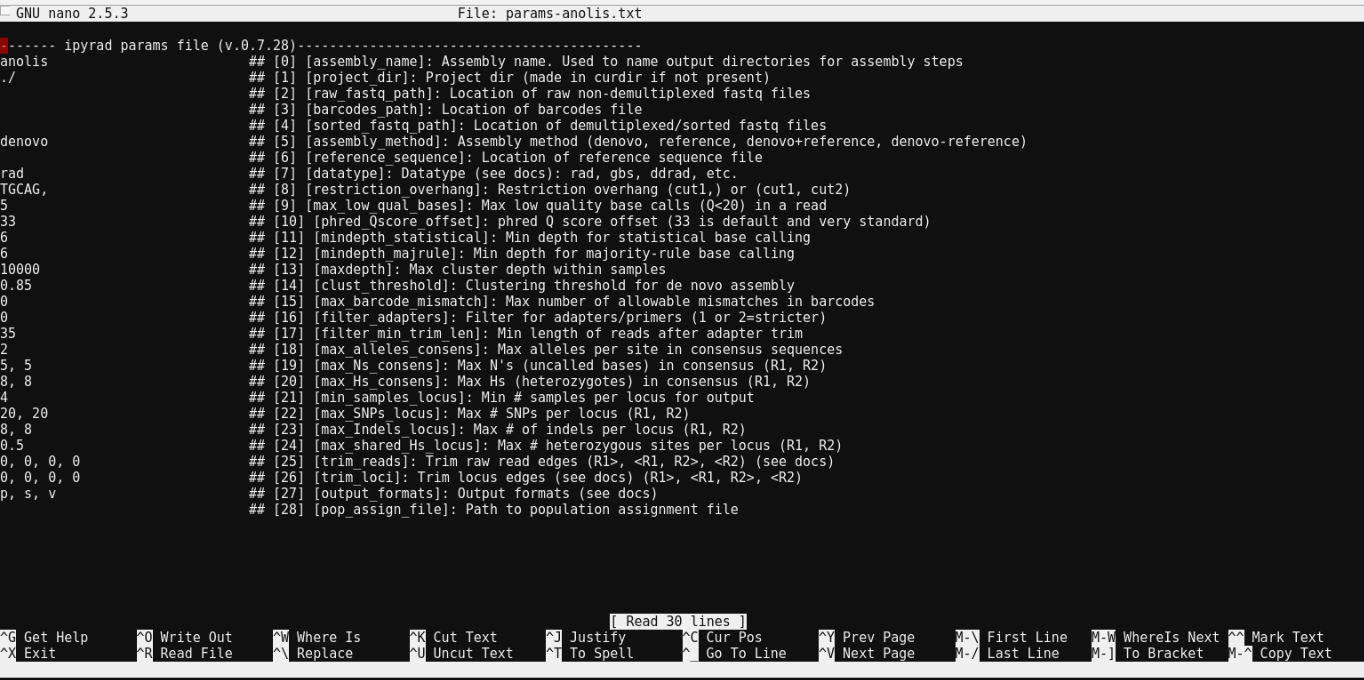 GNU nano 2.5.3 File: params-anolis.txt
------- ipyrad params file (v.0.7.28)-------------------------------------------
anolis ## [0] [assembly_name]: Assembly name. Used to name output directories for assembly steps
./ ## [1] [project_dir]: Project dir (made in curdir if not present)
## [2] [raw_fastq_path]: Location of raw non-demultiplexed fastq files
## [3] [barcodes_path]: Location of barcodes file
## [4] [sorted_fastq_path]: Location of demultiplexed/sorted fastq files
denovo ## [5] [assembly_method]: Assembly method (denovo, reference, denovo+reference, denovo-reference)
## [6] [reference_sequence]: Location of reference sequence file
rad ## [7] [datatype]: Datatype (see docs): rad, gbs, ddrad, etc.
TGCAG, ## [8] [restriction_overhang]: Restriction overhang (cut1,) or (cut1, cut2)
5 ## [9] [max_low_qual_bases]: Max low quality base calls (Q<20) in a read
33 ## [10] [phred_Qscore_offset]: phred Q score offset (33 is default and very standard)
6 ## [11] [mindepth_statistical]: Min depth for statistical base calling
6 ## [12] [mindepth_majrule]: Min depth for majority-rule base calling
10000 ## [13] [maxdepth]: Max cluster depth within samples
0.85 ## [14] [clust_threshold]: Clustering threshold for de novo assembly
0 ## [15] [max_barcode_mismatch]: Max number of allowable mismatches in barcodes
0 ## [16] [filter_adapters]: Filter for adapters/primers (1 or 2=stricter)
35 ## [17] [filter_min_trim_len]: Min length of reads after adapter trim
2 ## [18] [max_alleles_consens]: Max alleles per site in consensus sequences
5, 5 ## [19] [max_Ns_consens]: Max N's (uncalled bases) in consensus (R1, R2)
8, 8 ## [20] [max_Hs_consens]: Max Hs (heterozygotes) in consensus (R1, R2)
4 ## [21] [min_samples_locus]: Min # samples per locus for output
20, 20 ## [22] [max_SNPs_locus]: Max # SNPs per locus (R1, R2)
8, 8 ## [23] [max_Indels_locus]: Max # of indels per locus (R1, R2)
0.5 ## [24] [max_shared_Hs_locus]: Max # heterozygous sites per locus (R1, R2)
0, 0, 0, 0 ## [25] [trim_reads]: Trim raw read edges (R1>, <R1, R2>, <R2) (see docs)
0, 0, 0, 0 ## [26] [trim_loci]: Trim locus edges (see docs) (R1>, <R1, R2>, <R2)
p, s, v ## [27] [output_formats]: Output formats (see docs)
## [28] [pop_assign_file]: Path to population assignment file
[ Read 30 lines ]
^G Get Help ^O Write Out ^W Where Is ^K Cut Text ^J Justify ^C Cur Pos ^Y Prev Page M-\ First Line M-W WhereIs Next ^^ Mark Text
^X Exit ^R Read File ^\ Replace ^U Uncut Text ^T To Spell ^_ Go To Line ^V Next Page M-/ Last Line M-] To Bracket M-^ Copy Text